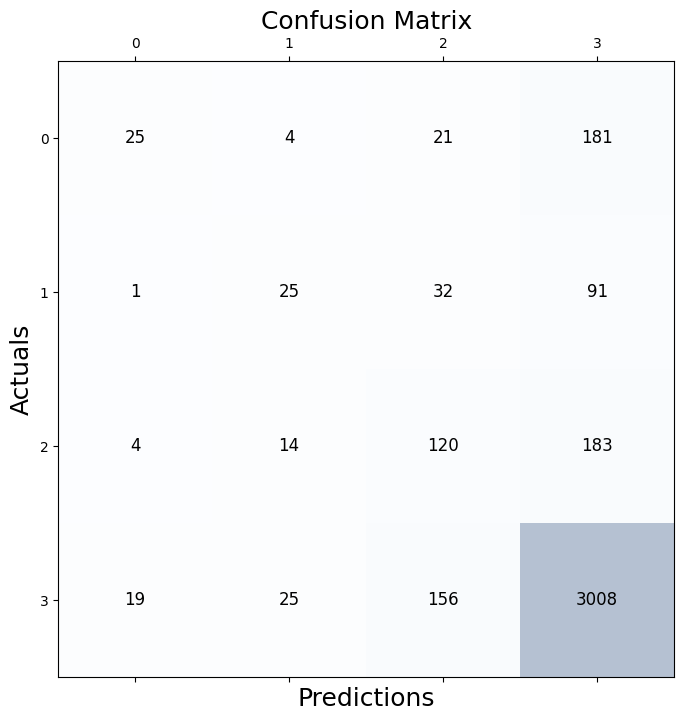 Confusion Matrix
0 1 2 3
0 25 4 21 181
1 1 25 32 91
2 4 14 120 183
3 19 25 156 3008
Actuals
Predictions